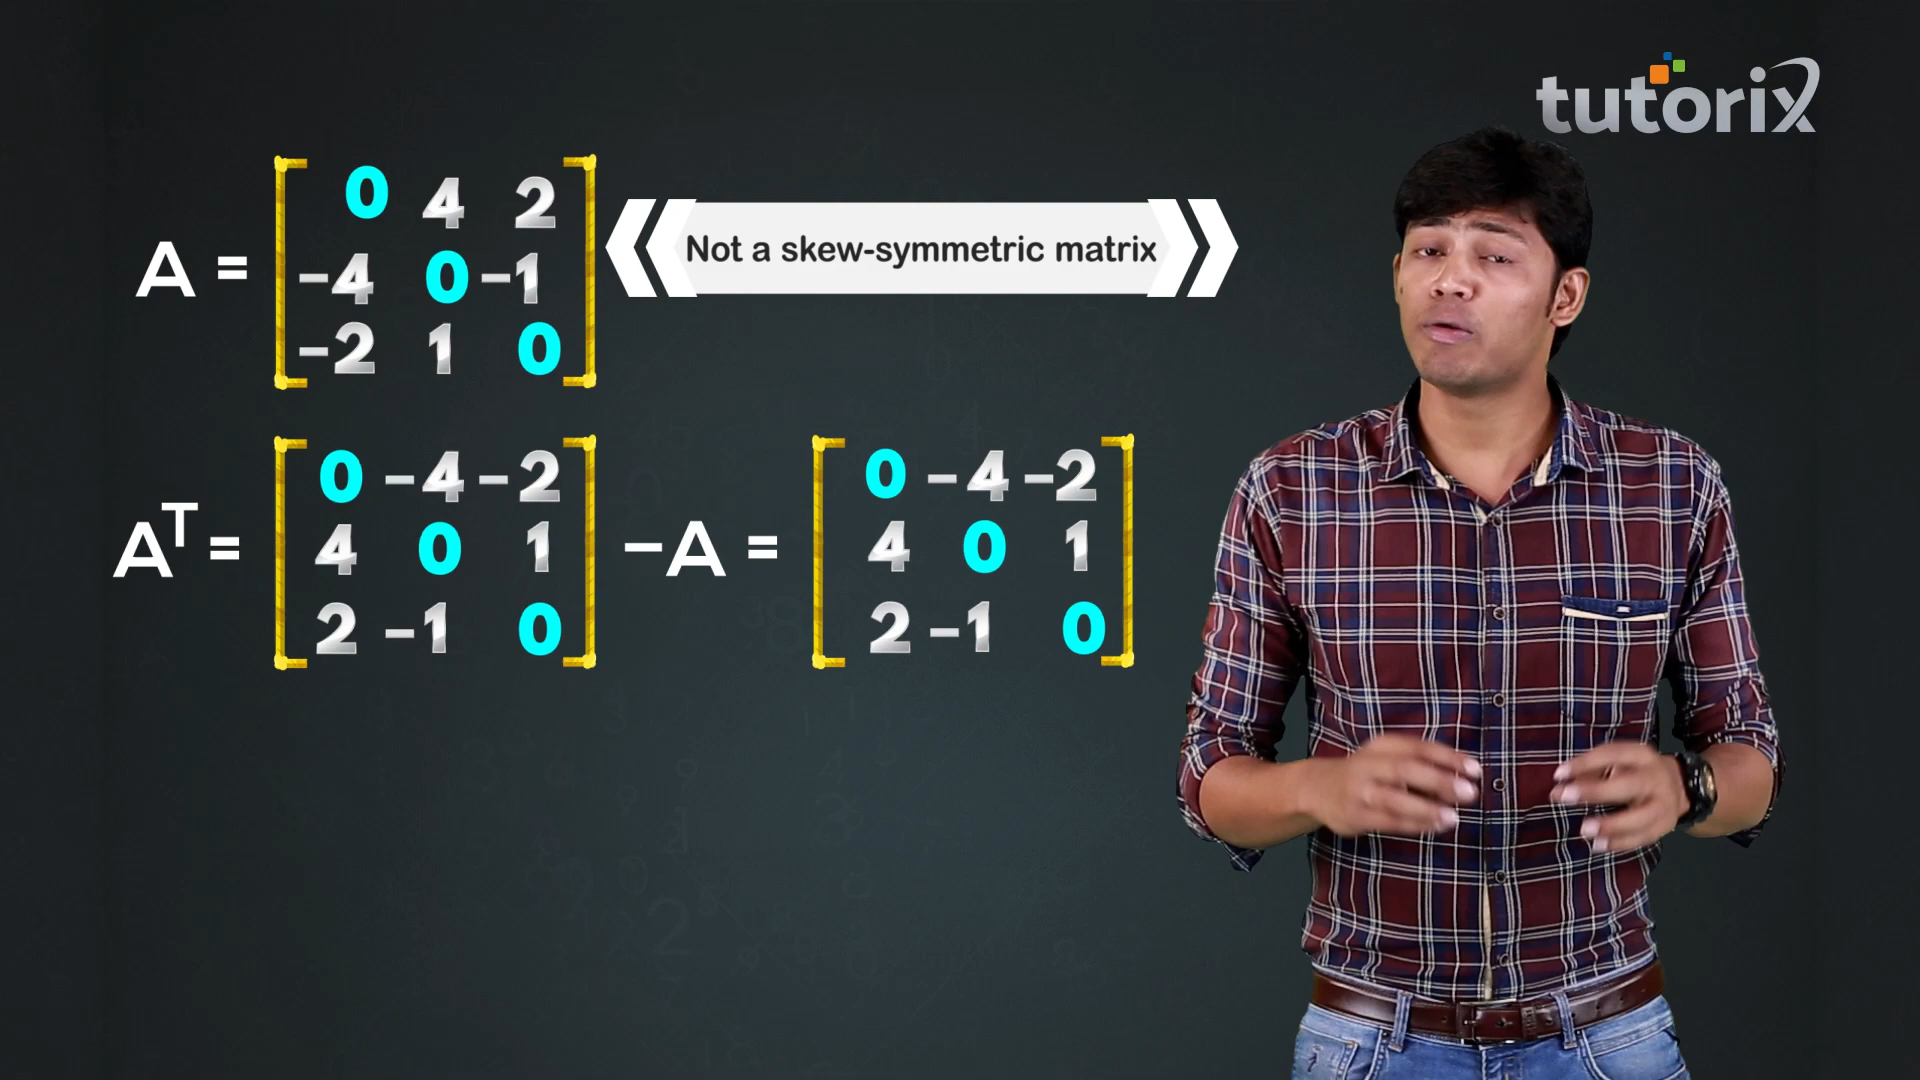 tutorix
A = [ 0 4 2
-4 0 -1
-2 1 0 ]
Not a skew-symmetric matrix
A^T = [ 0 -4 -2
4 0 1
2 -1 0 ]
-A = [ 0 -4 -2
4 0 1
2 -1 0 ]